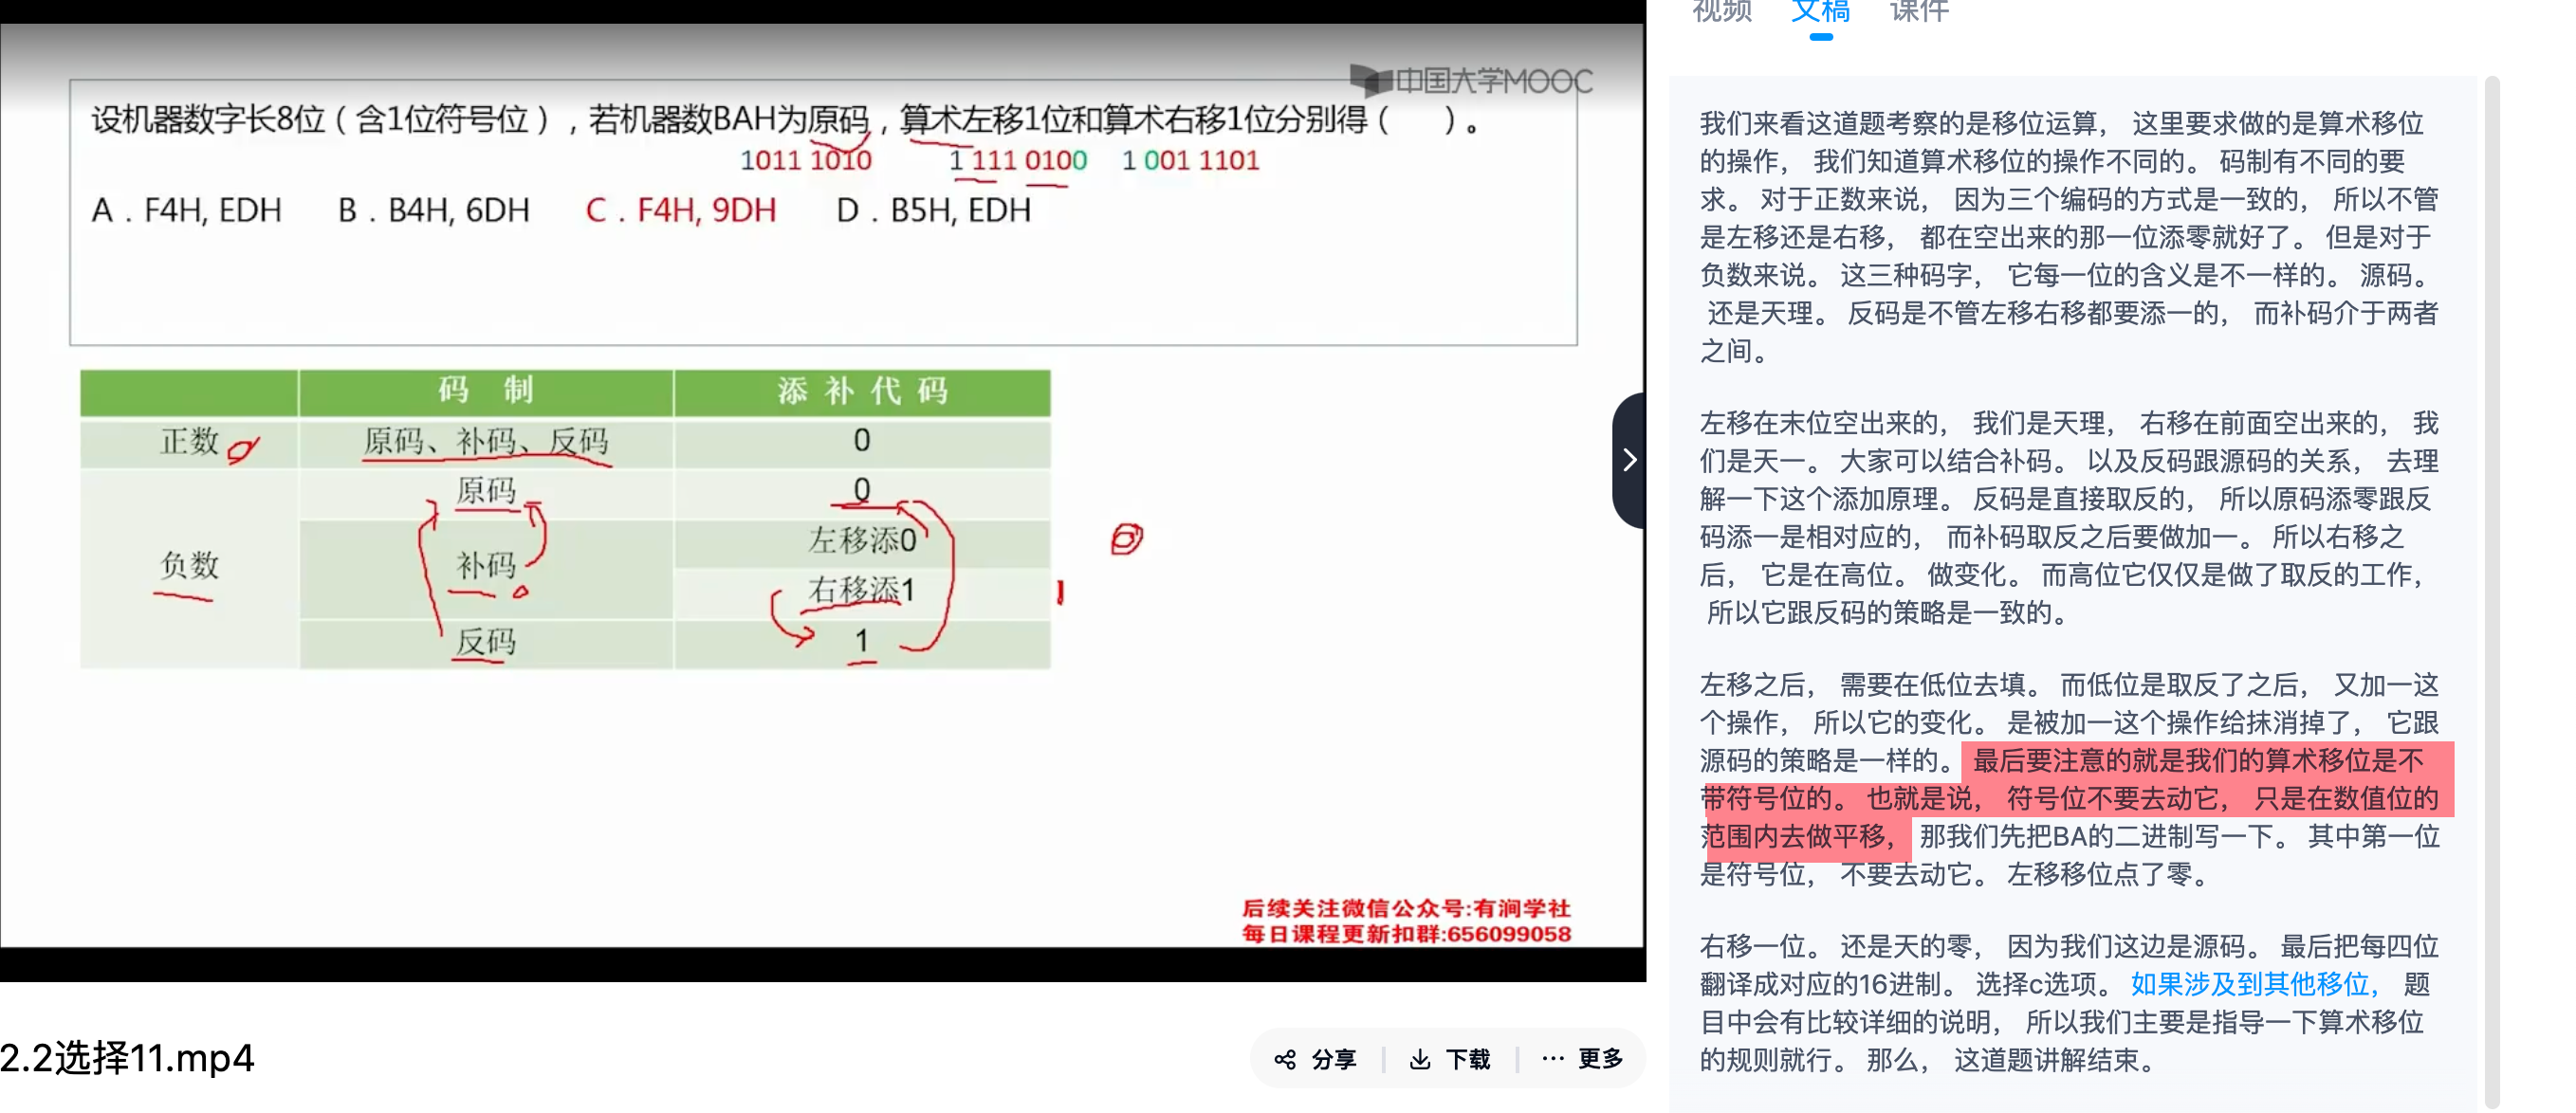 中国大学MOOC
设机器数字长8位（含1位符号位），若机器数BAH为原码，算术左移1位和算术右移1位分别得（　　）。
1011 1010 1 111 0100 1 001 1101
A．F4H, EDH B．B4H, 6DH C．F4H, 9DH D．B5H, EDH
码 制 添 补 代 码
正数 0 原码、补码、反码 0
负数
原码 0
补码
左移添0 0
右移添1 1
反码 1
后续关注微信公众号:有涧学社
每日课程更新扣群:656099058
2.2选择11.mp4
分享 下载 更多
视频 文稿 课件
我们来看这道题考察的是移位运算， 这里要求做的是算术移位
的操作， 我们知道算术移位的操作不同的。 码制有不同的要
求。 对于正数来说， 因为三个编码的方式是一致的， 所以不管
是左移还是右移， 都在空出来的那一位添零就好了。 但是对于
负数来说。 这三种码字， 它每一位的含义是不一样的。 源码。
还是天理。 反码是不管左移右移都要添一的， 而补码介于两者
之间。
左移在末位空出来的， 我们是天理， 右移在前面空出来的， 我
们是天一。 大家可以结合补码。 以及反码跟源码的关系， 去理
解一下这个添加原理。 反码是直接取反的， 所以原码添零跟反
码添一是相对应的， 而补码取反之后要做加一。 所以右移之
后， 它是在高位。 做变化。 而高位它仅仅是做了取反的工作，
所以它跟反码的策略是一致的。
左移之后， 需要在低位去填。 而低位是取反了之后， 又加一这
个操作， 所以它的变化。 是被加一这个操作给抹消掉了， 它跟
源码的策略是一样的。 最后要注意的就是我们的算术移位是不
带符号位的。 也就是说， 符号位不要去动它， 只是在数值位的
范围内去做平移， 那我们先把BA的二进制写一下。 其中第一位
是符号位， 不要去动它。 左移移位点了零。
右移一位。 还是天的零， 因为我们这边是源码。 最后把每四位
翻译成对应的16进制。 选择c选项。 如果涉及到其他移位， 题
目中会有比较详细的说明， 所以我们主要是指导一下算术移位
的规则就行。 那么， 这道题讲解结束。